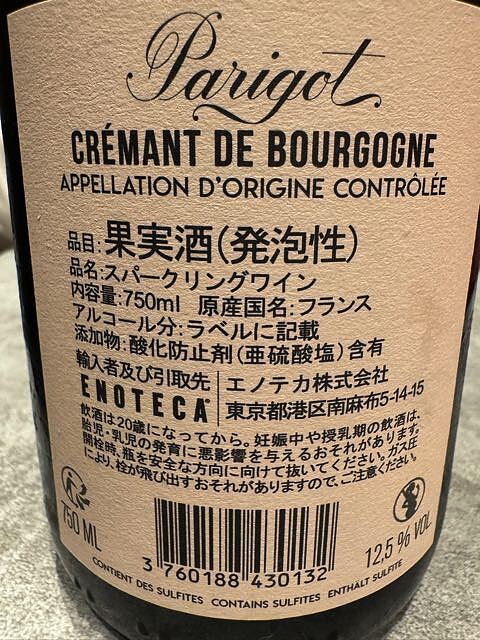 Parigot
CRÉMANT DE BOURGOGNE
APPELLATION D'ORIGINE CONTRÔLÉE
品目:果実酒(発泡性)
品名:スパークリングワイン
内容量:750ml 原産国名:フランス
アルコール分:ラベルに記載
添加物:酸化防止剤(亜硫酸塩)含有
輸入者及び引取先
ENOTECA
エノテカ株式会社
東京都港区南麻布5-14-15
飲酒は20歳になってから。妊娠中や授乳期の飲酒は、
胎児・乳児の発育に悪影響を与えるおそれがあります。
開栓時、瓶を安全な方向に向けて抜いてください。ガス圧
により、栓が飛び出すおそれがありますので、ご注意ください。
750 ML
3 760188 430132
12,5 % VOL
CONTIENT DES SULFITES CONTAINS SULFITES ENTHÄLT SULFITE